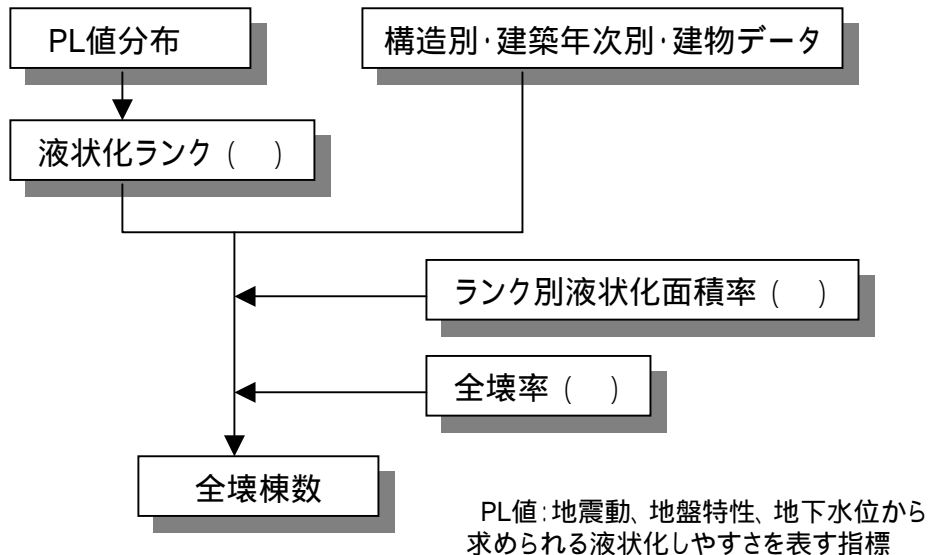 PL値分布
構造別・建築年次別・建物データ
液状化ランク（　）
ランク別液状化面積率（　）
全壊率（　）
全壊棟数
PL値：地震動、地盤特性、地下水位から
求められる液状化しやすさを表す指標